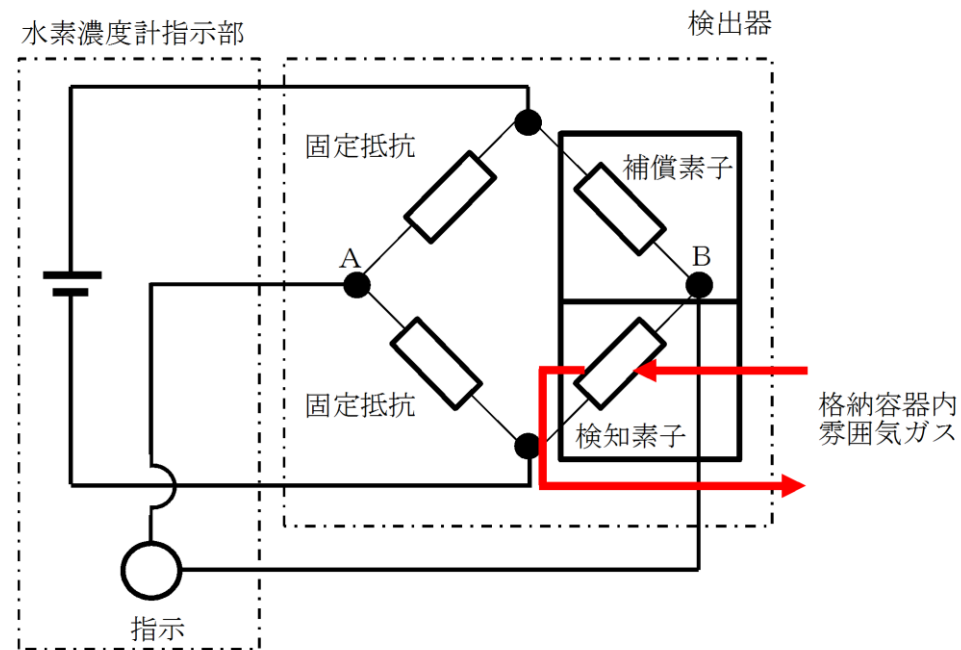 水素濃度計指示部
検出器
固定抵抗
補償素子
A
B
固定抵抗
検知素子
格納容器内
雰囲気ガス
指示